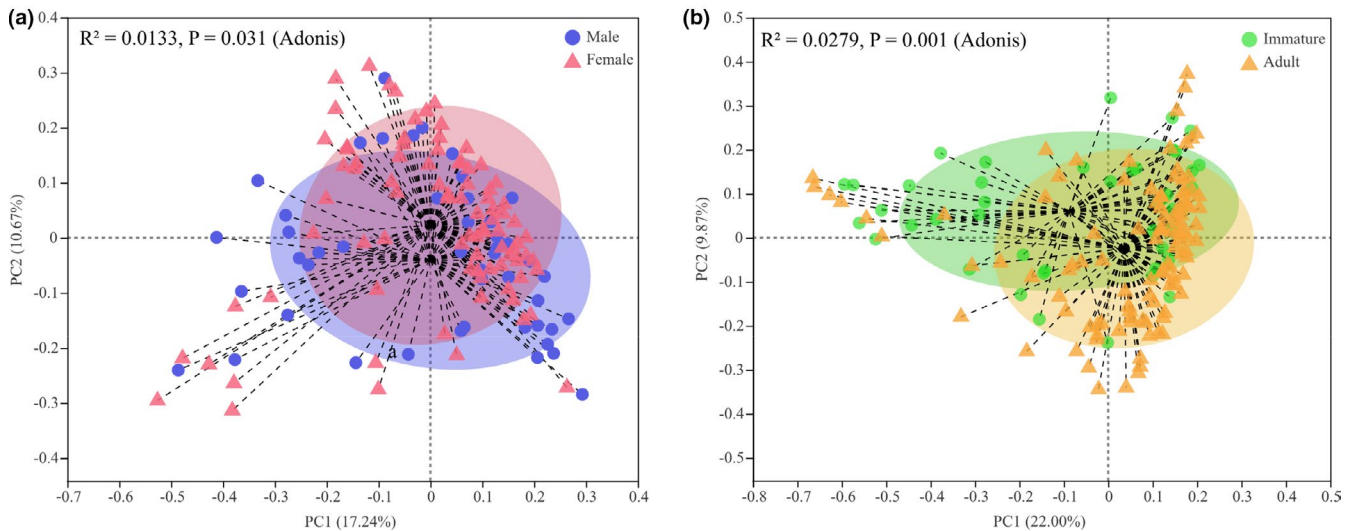 (a)
R² = 0.0133, P = 0.031 (Adonis)
Male
Female
0.4
0.3
0.2
0.1
0
-0.1
-0.2
-0.3
-0.4
PC2 (10.67%)
a
-0.7 -0.6 -0.5 -0.4 -0.3 -0.2 -0.1 0 0.1 0.2 0.3 0.4
PC1 (17.24%)
(b)
R² = 0.0279, P = 0.001 (Adonis)
Immature
Adult
0.5
0.4
0.3
0.2
0.1
0
-0.1
-0.2
-0.3
-0.4
-0.5
PC2 (9.87%)
-0.8 -0.7 -0.6 -0.5 -0.4 -0.3 -0.2 -0.1 0 0.1 0.2 0.3 0.4 0.5
PC1 (22.00%)